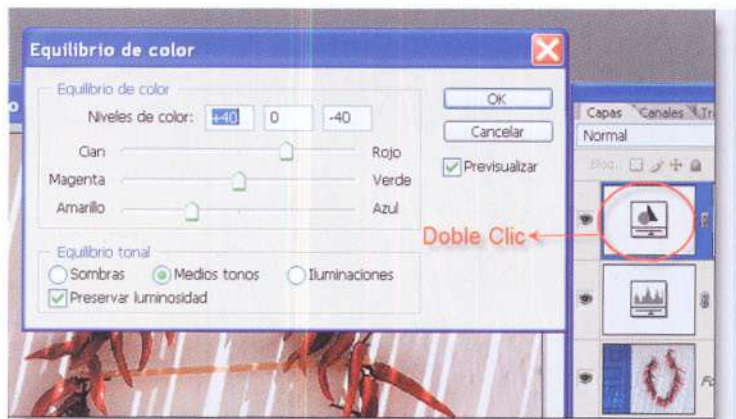 Equilibrio de color
Equilibrio de color
Niveles de color: +40 0 -40
Cian Rojo
Magenta Verde
Amarillo Azul
Equilibrio tonal
Sombras Medios tonos Iluminaciones
Preservar luminosidad
OK
Cancelar
Previsualizar
Doble Clic
Capas Canales
Normal
Bloq.: